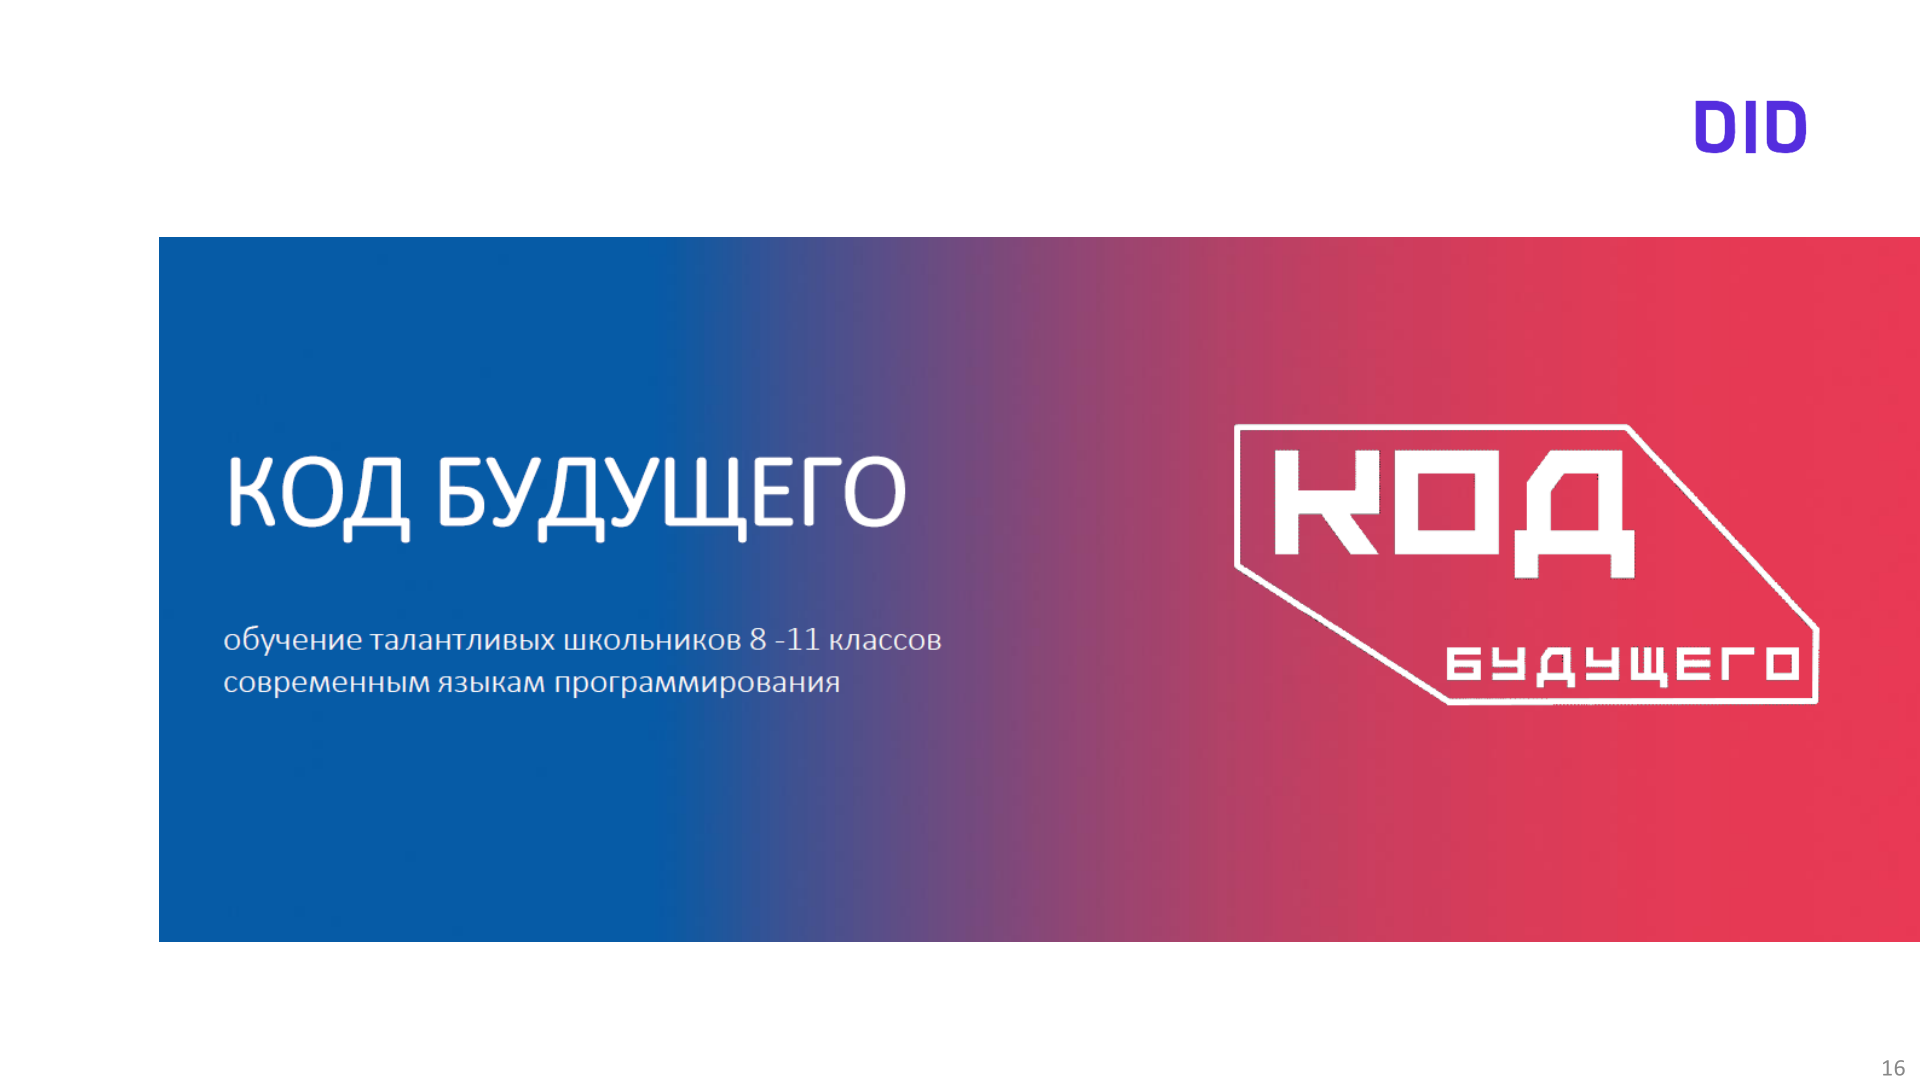 DID
КОД БУДУЩЕГО
обучение талантливых школьников 8 -11 классов
современным языкам программирования
КОД
БУДУЩЕГО
16